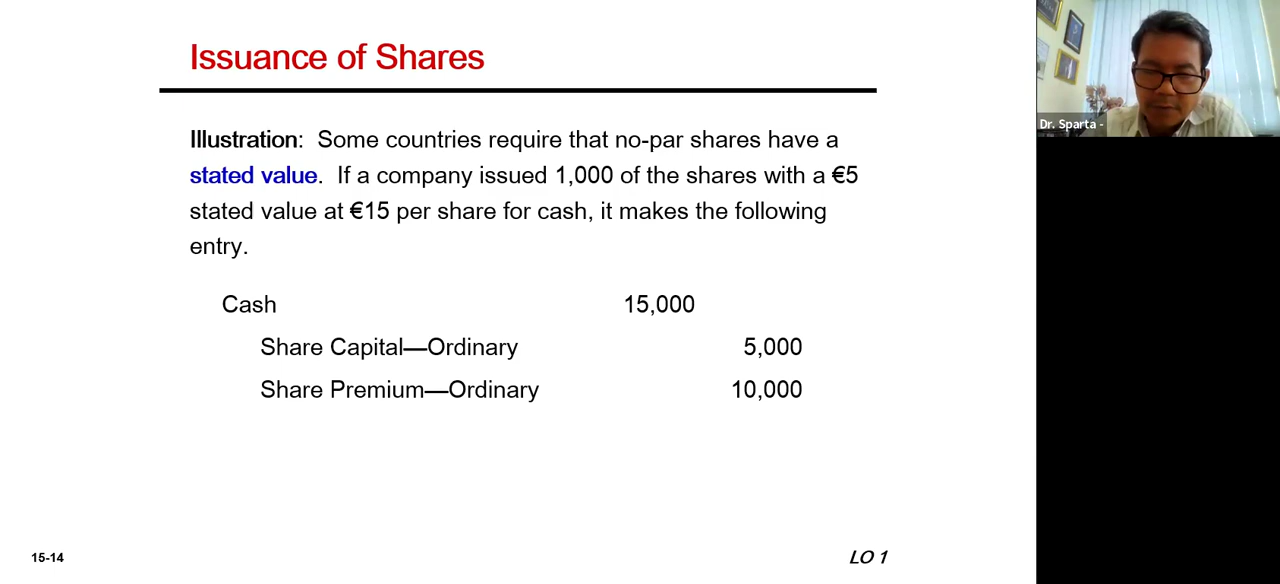 Issuance of Shares
Illustration: Some countries require that no-par shares have a
stated value. If a company issued 1,000 of the shares with a €5
stated value at €15 per share for cash, it makes the following
entry.
Cash 15,000
Share Capital—Ordinary 5,000
Share Premium—Ordinary 10,000
15-14
LO 1
Dr. Sparta -